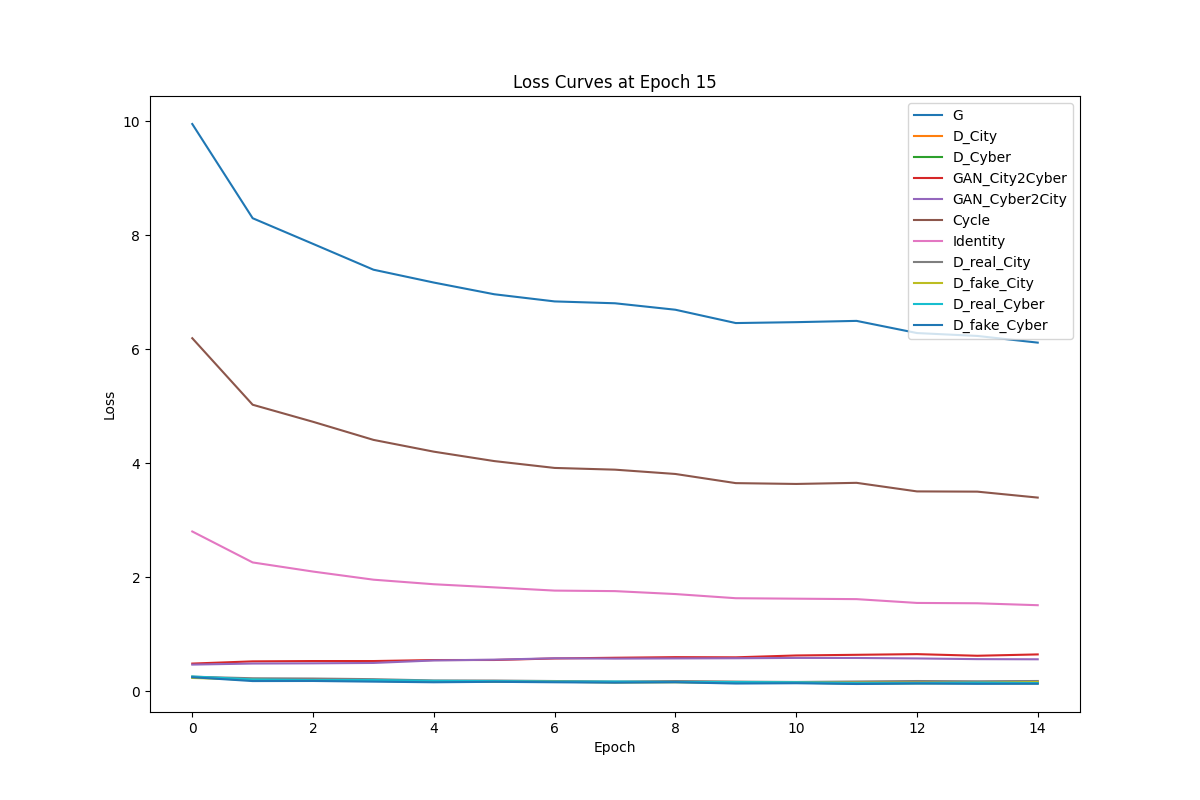 Loss Curves at Epoch 15
10
8
6
4
2
0
Loss
G
D_City
D_Cyber
GAN_City2Cyber
GAN_Cyber2City
Cycle
Identity
D_real_City
D_fake_City
D_real_Cyber
D_fake_Cyber
0 2 4 6 8 10 12 14
Epoch